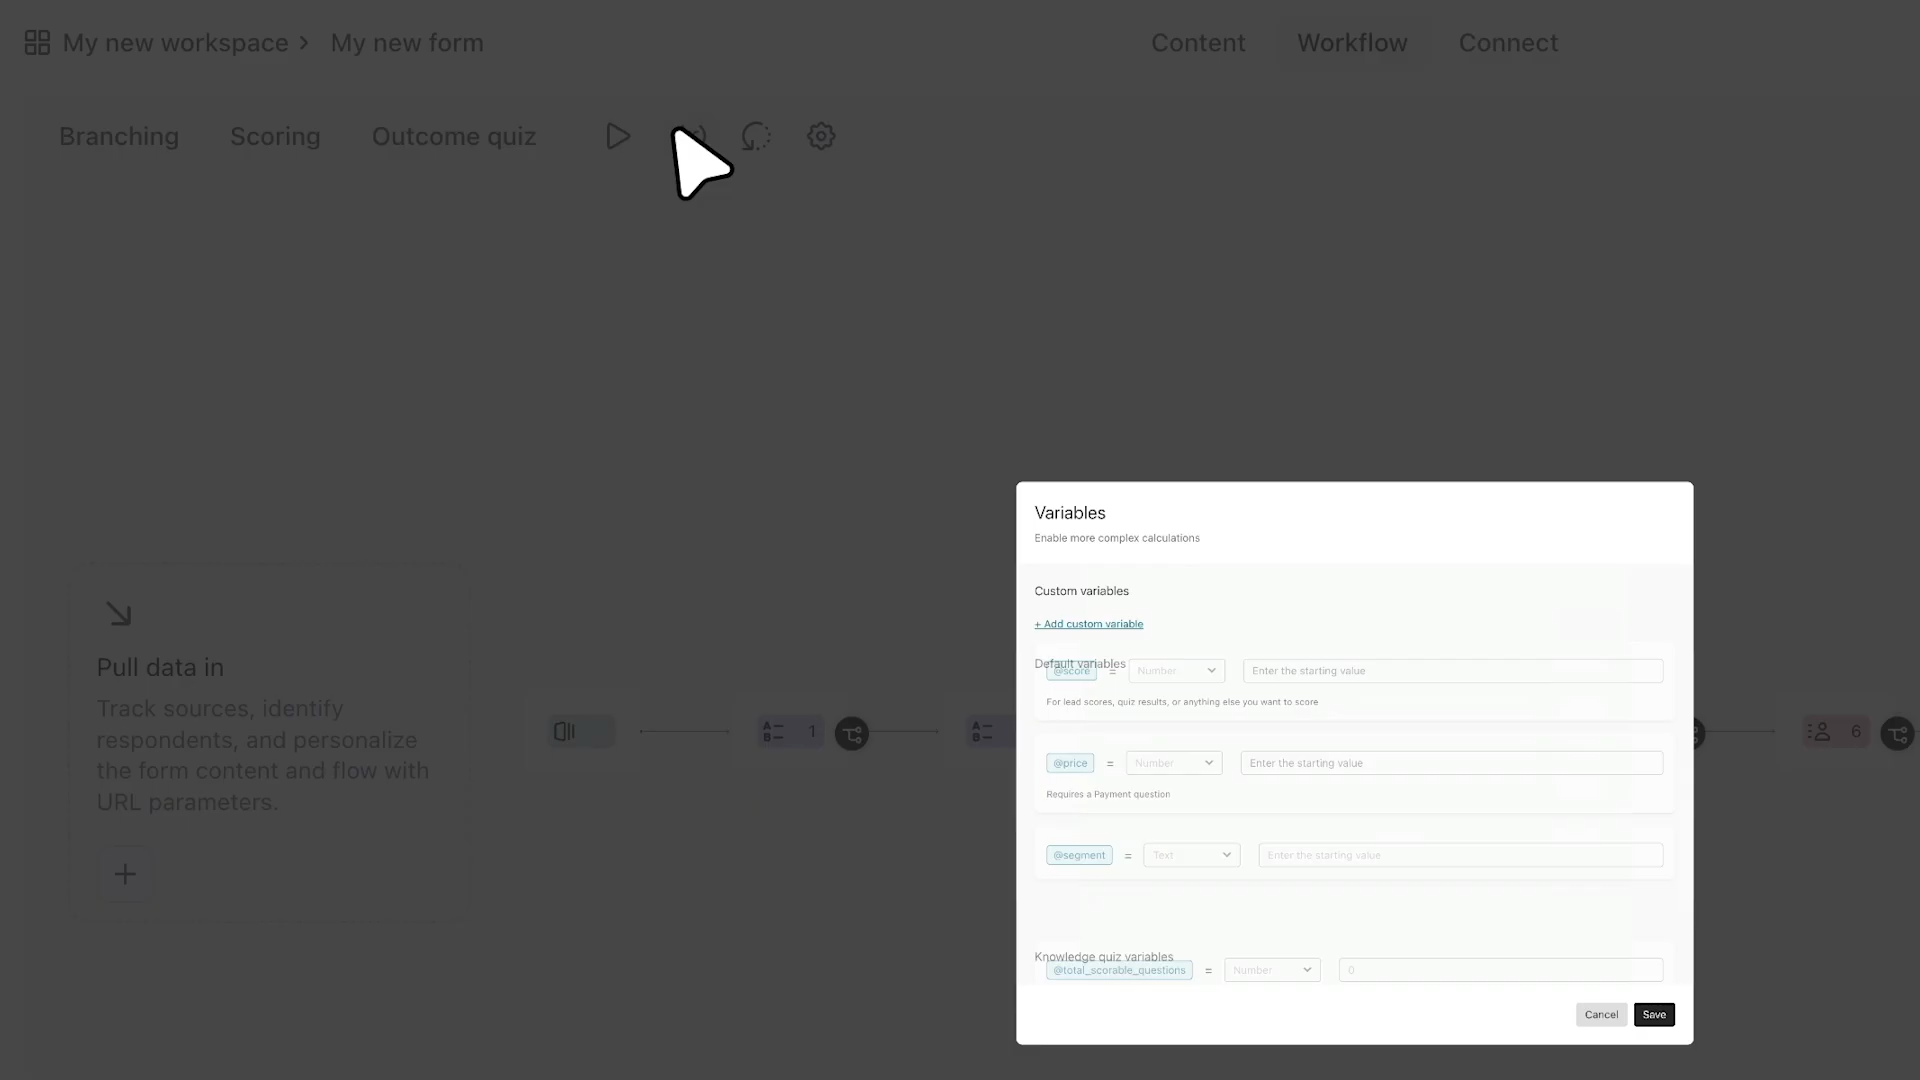 My new workspace
My new form
Content
Workflow
Connect
Branching
Scoring
Outcome quiz
Pull data in
Track sources, identify
respondents, and personalize
the form content and flow with
URL parameters.
1
6
Variables
Enable more complex calculations
Custom variables
+ Add custom variable
Default variables
@score = Number Enter the starting value
For lead scores, quiz results, or anything else you want to score
@price = Number Enter the starting value
Requires a Payment question
@segment = Text Enter the starting value
Knowledge quiz variables
@total_scorable_questions = Number 0
Cancel
Save